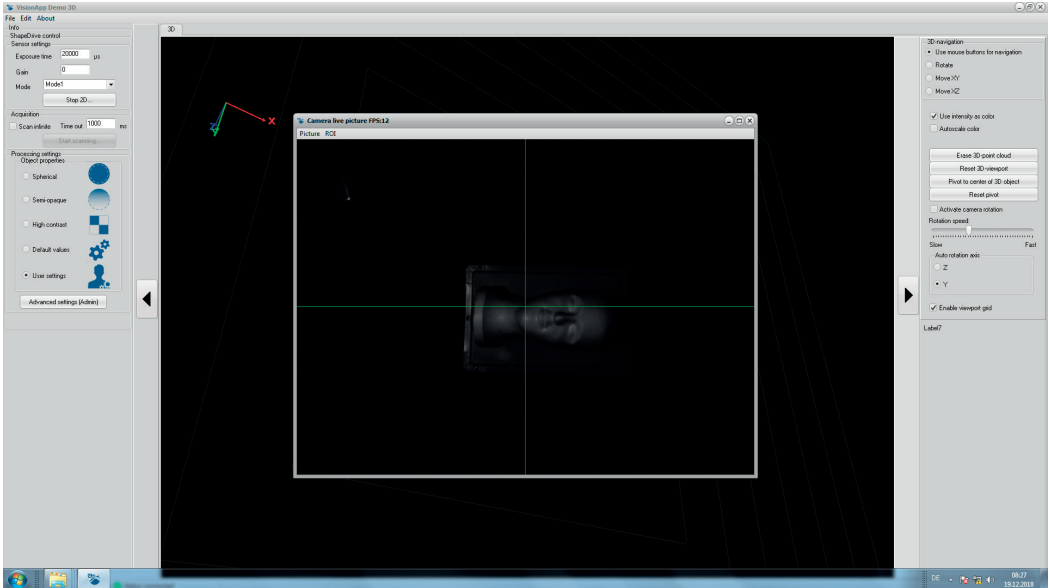 VisionApp Demo 3D
File Edit About
Info
ShapeDrive control
Sensor settings
Exposure time 20000 µs
Gain 0
Mode Mode1
Stop 2D...
Acquisition
Scan infinite Time out 1000 ms
Start scanning...
Processing settings
Object properties
Spherical
Semi-opaque
High contrast
Default values
User settings
Advanced settings (Admin)
3D
X
Z
Y
Camera live picture FPS:12
Picture ROI
3D-navigation
Use mouse buttons for navigation
Rotate
Move XY
Move XZ
Use intensity as color
Autoscale color
Erase 3D-point cloud
Reset 3D-viewport
Pivot to center of 3D object
Reset pivot
Activate camera rotation
Rotation speed:
Slow Fast
Auto rotation axis
Z
Y
Enable viewport grid
Label7
DE
08:27
19.12.2018